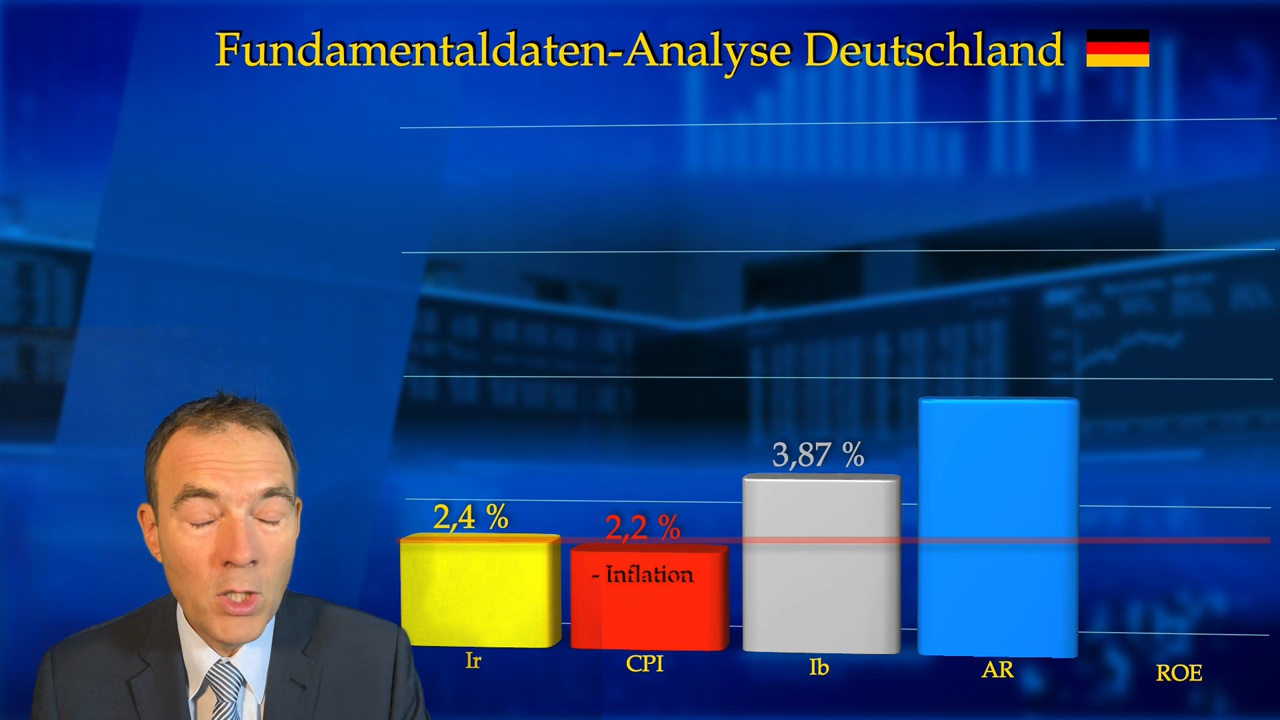 Fundamentaldaten-Analyse Deutschland
3,87 %
2,4 %
2,2 %
- Inflation
Ir
CPI
Ib
AR
ROE